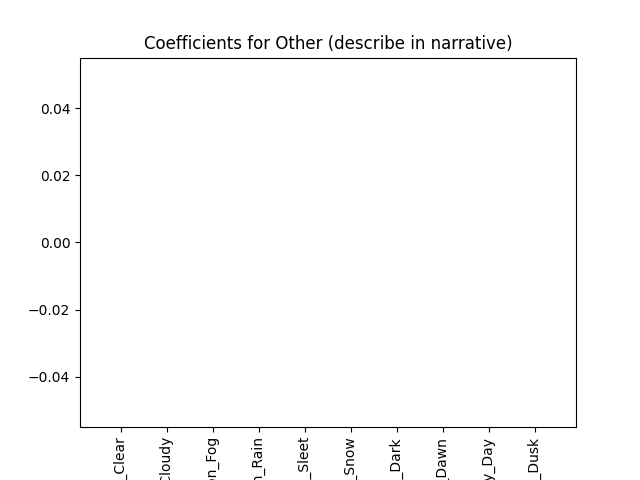 Coefficients for Other (describe in narrative)
0.04
0.02
0.00
−0.02
−0.04
_Clear
Cloudy
n_Fog
n_Rain
_Sleet
_Snow
_Dark
_Dawn
y_Day
_Dusk